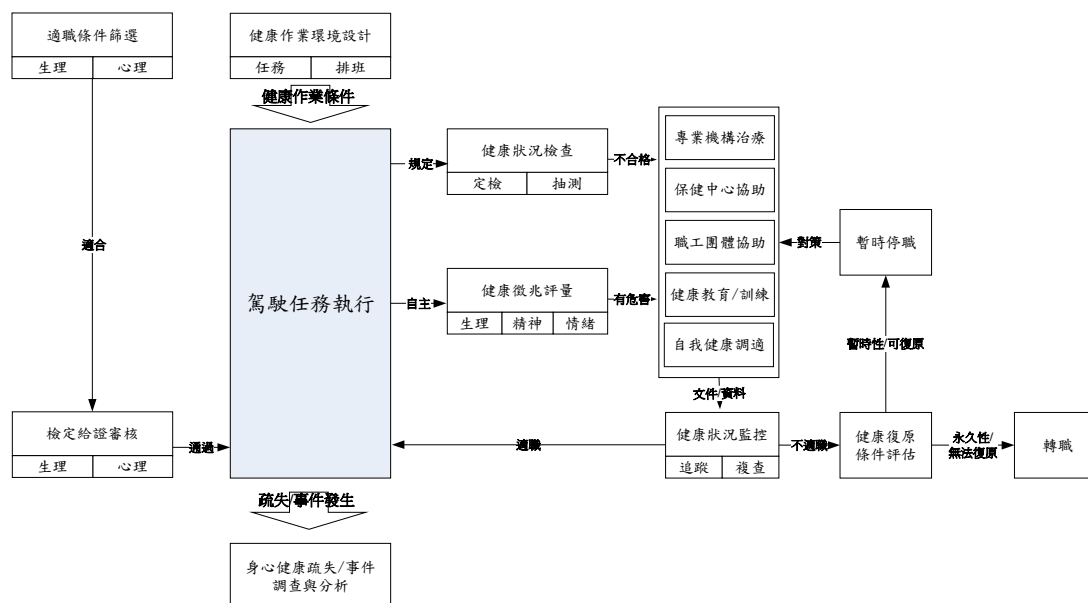 適職條件篩選
生理
心理
健康作業環境設計
任務
排班
健康作業條件
駕駛任務執行
規定
健康狀況檢查
定檢
抽測
不合格
專業機構治療
保健中心協助
職工團體協助
健康教育/訓練
自我健康調適
對策
暫時停職
適合
自主
健康徵兆評量
生理
精神
情緒
有危害
暫時性/可復原
文件/資料
檢定給證審核
生理
心理
通過
適職
健康狀況監控
追蹤
複查
不適職
健康復原
條件評估
永久性/
無法復原
轉職
疏失/事件發生
身心健康疏失/事件
調查與分析